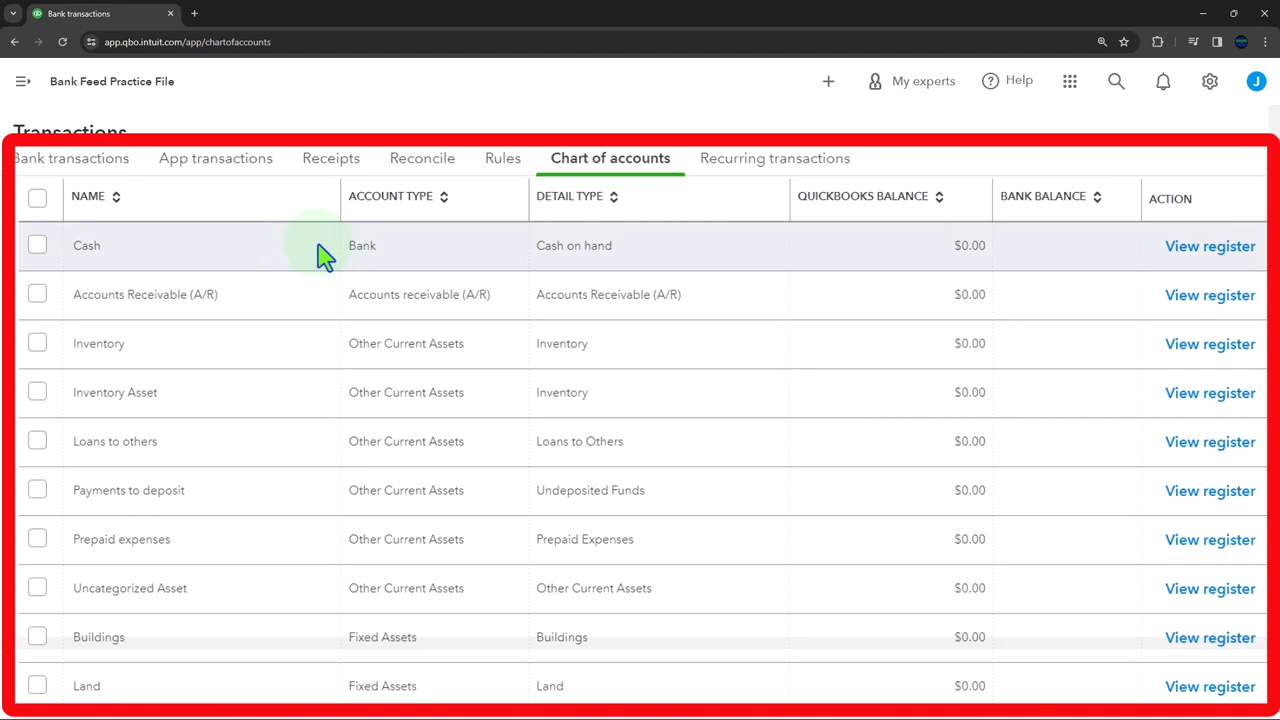 Bank transactions
app.qbo.intuit.com/app/chartofaccounts
Bank Feed Practice File
My experts
Help
J
Transactions
Bank transactions App transactions Receipts Reconcile Rules Chart of accounts Recurring transactions
NAME ACCOUNT TYPE DETAIL TYPE QUICKBOOKS BALANCE BANK BALANCE ACTION
Cash Bank Cash on hand $0.00 View register
Accounts Receivable (A/R) Accounts receivable (A/R) Accounts Receivable (A/R) $0.00 View register
Inventory Other Current Assets Inventory $0.00 View register
Inventory Asset Other Current Assets Inventory $0.00 View register
Loans to others Other Current Assets Loans to Others $0.00 View register
Payments to deposit Other Current Assets Undeposited Funds $0.00 View register
Prepaid expenses Other Current Assets Prepaid Expenses $0.00 View register
Uncategorized Asset Other Current Assets Other Current Assets $0.00 View register
Buildings Fixed Assets Buildings $0.00 View register
Land Fixed Assets Land $0.00 View register